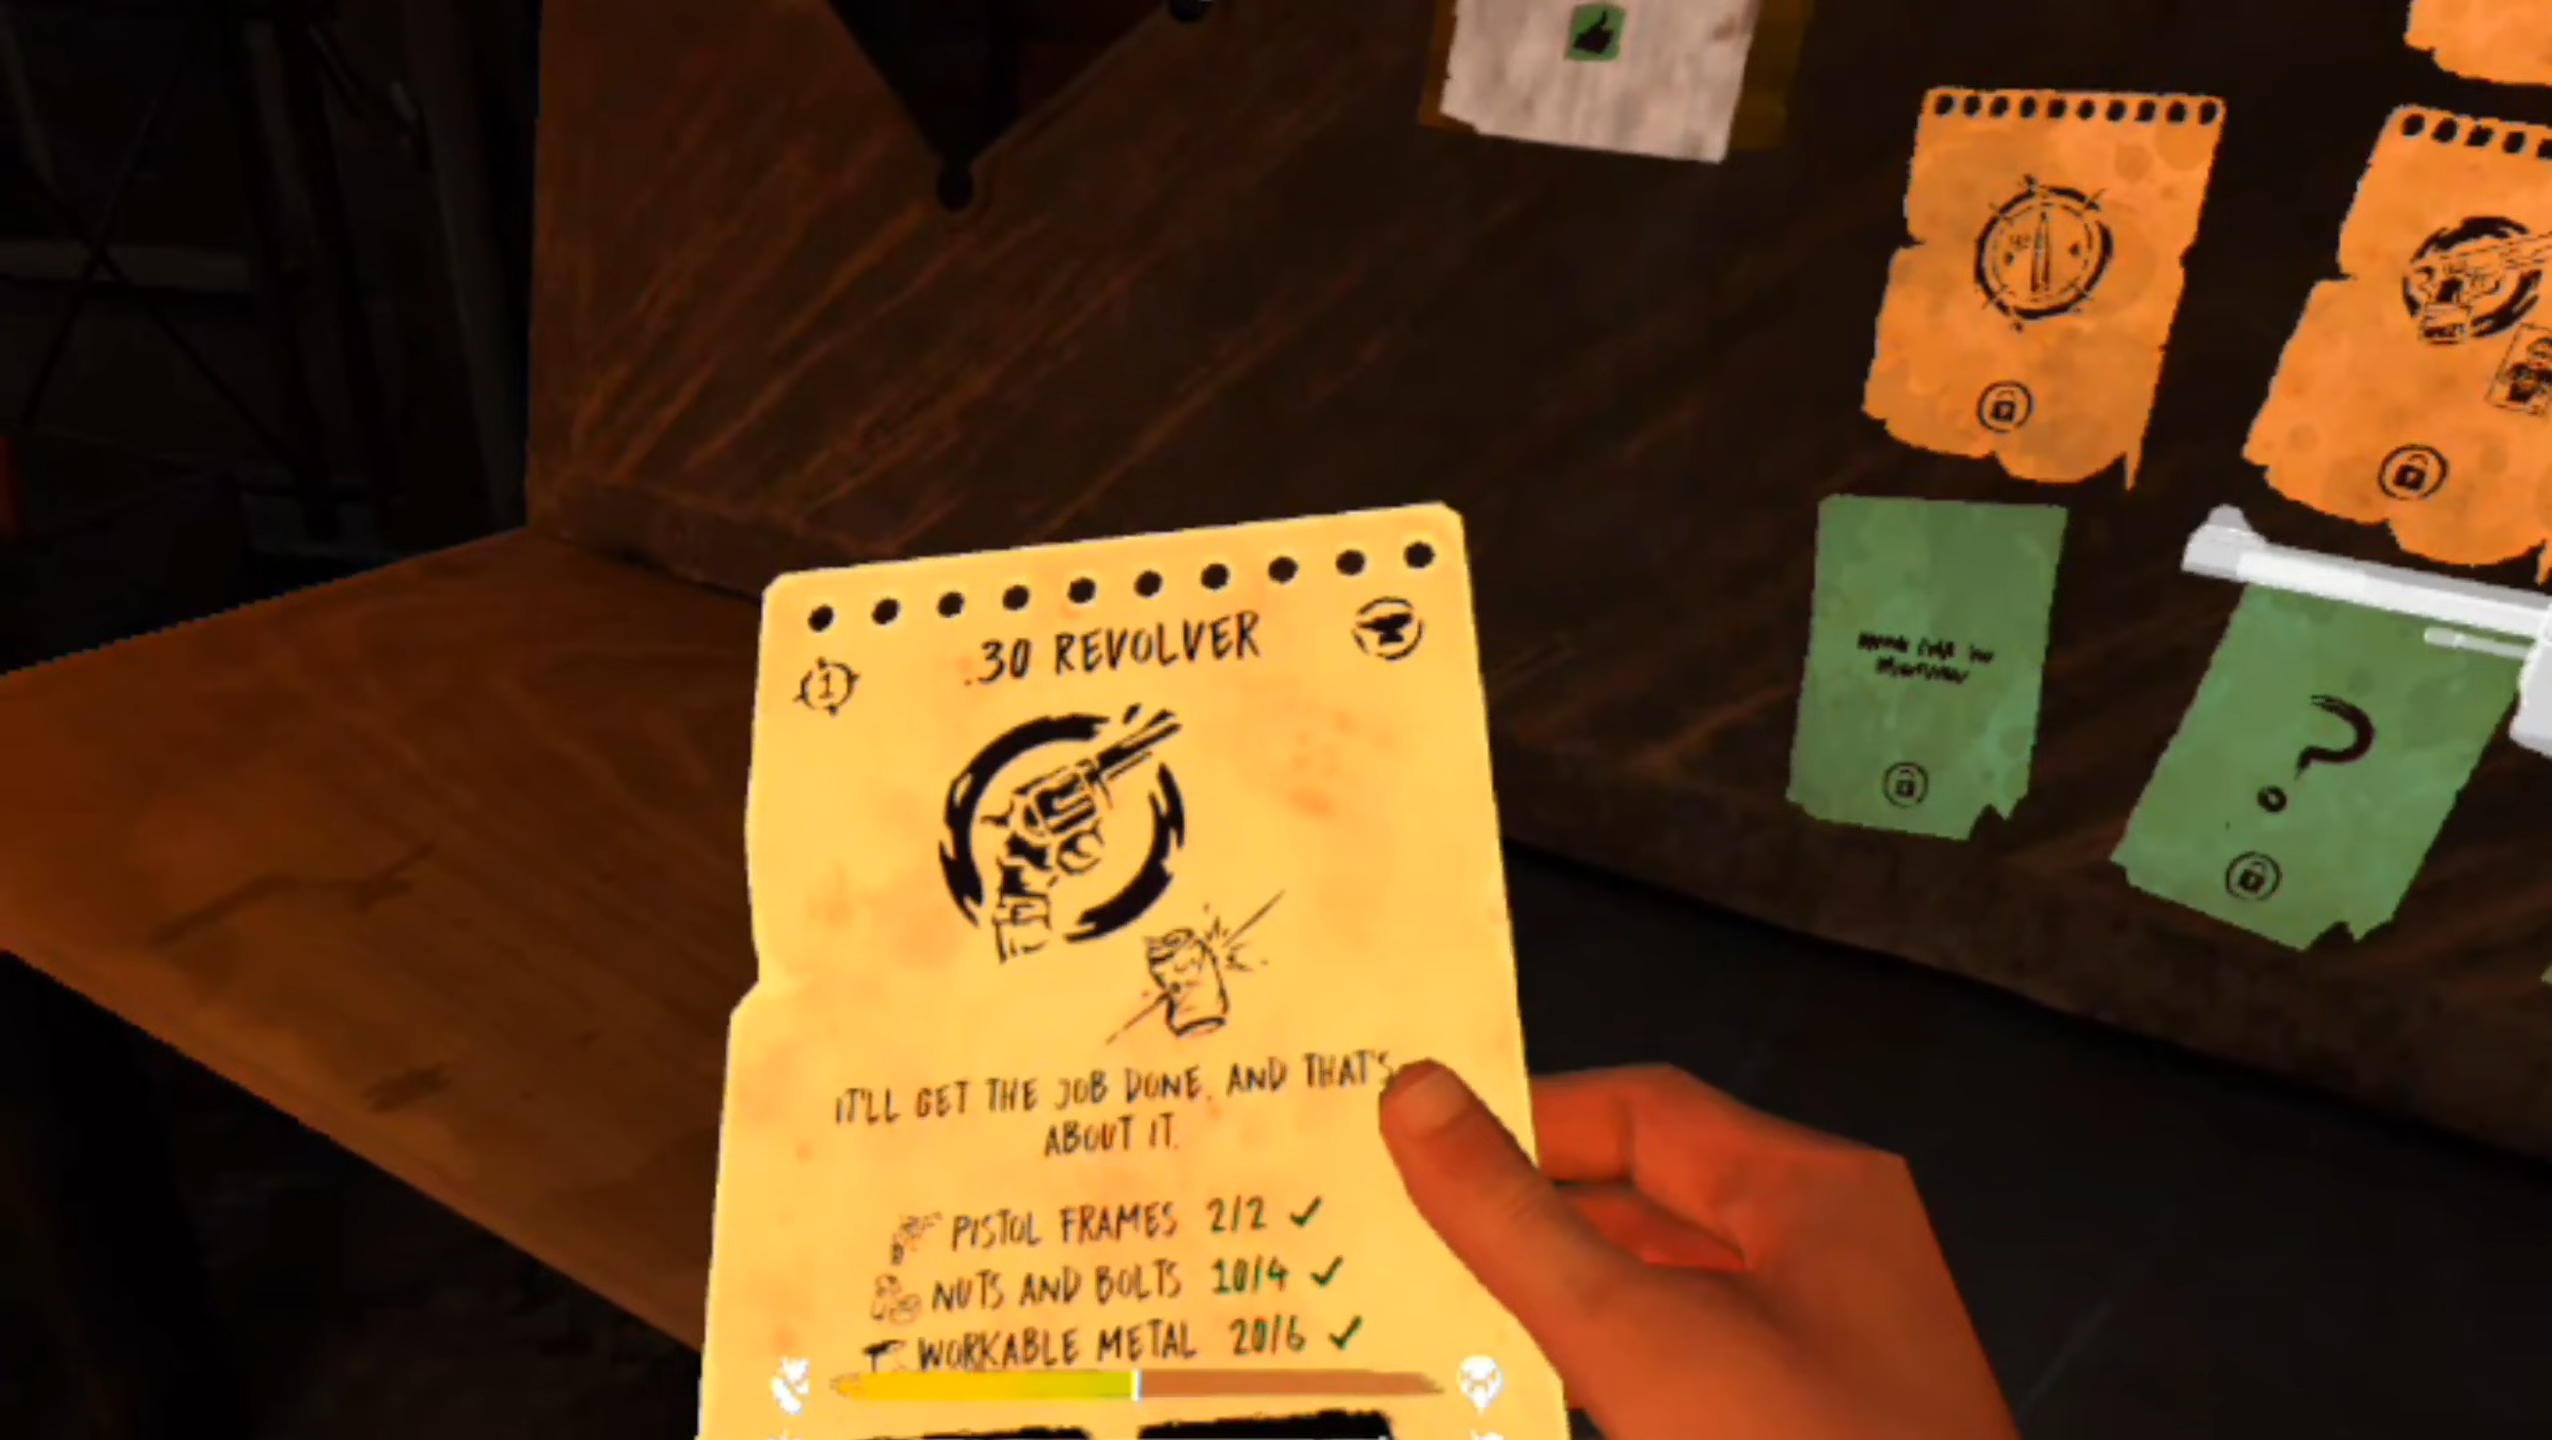 .30 REVOLVER
1
IT'LL GET THE JOB DONE. AND THAT'S
ABOUT IT.
PISTOL FRAMES 2/2 ✓
NUTS AND BOLTS 10/4 ✓
WORKABLE METAL 20/6 ✓
?